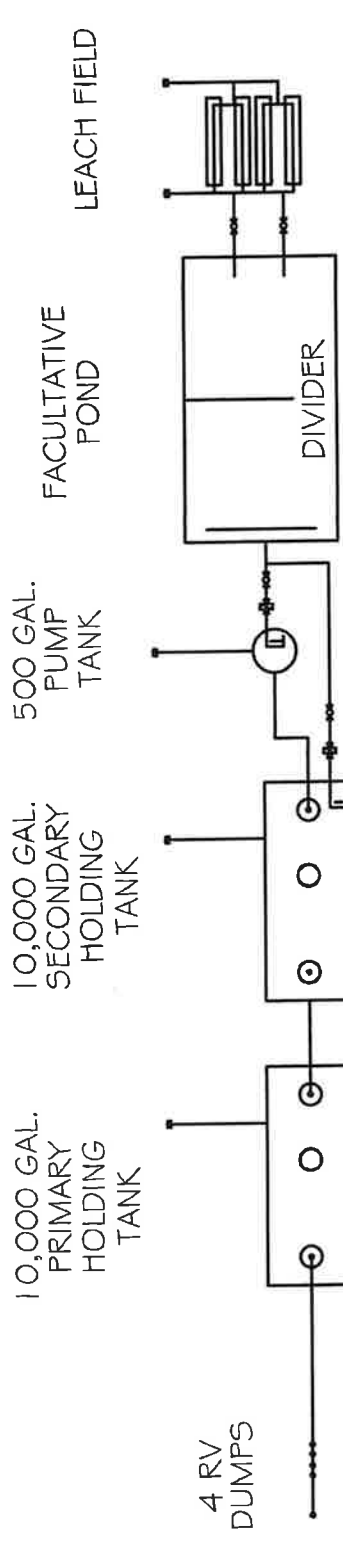 4 RV
DUMPS
10,000 GAL.
PRIMARY
HOLDING
TANK
10,000 GAL.
SECONDARY
HOLDING
TANK
500 GAL.
PUMP
TANK
FACULTATIVE
POND
DIVIDER
LEACH FIELD